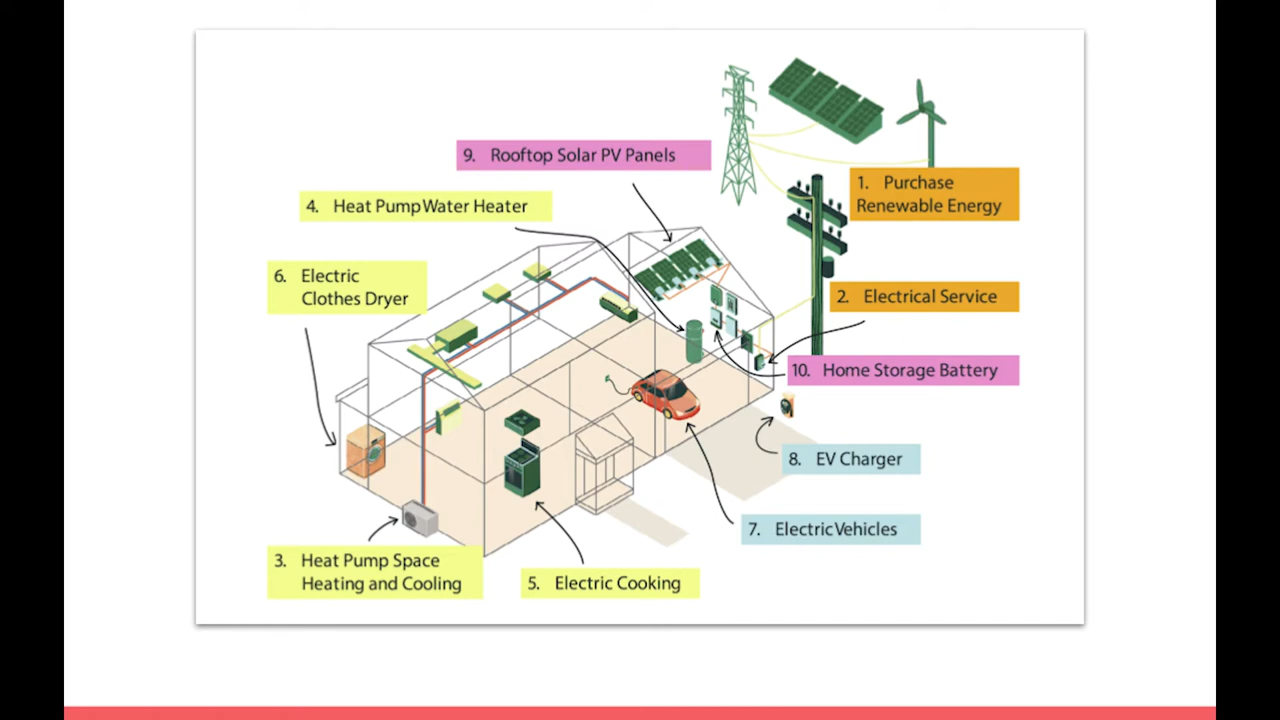 9. Rooftop Solar PV Panels
1. Purchase
Renewable Energy
4. Heat Pump Water Heater
6. Electric
Clothes Dryer
2. Electrical Service
10. Home Storage Battery
8. EV Charger
7. Electric Vehicles
3. Heat Pump Space
Heating and Cooling
5. Electric Cooking